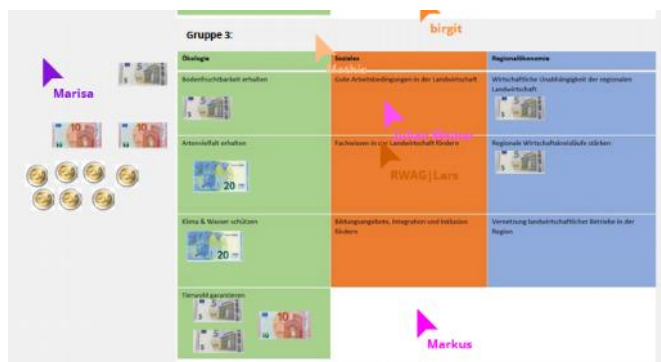 birgit
Gruppe 3:
Ökologie
Soziales
Regionalökonomie
Marisa
Bodenfruchtbarkeit erhalten
Gute Arbeitsbedingungen in der Landwirtschaft
Wirtschaftliche Unabhängigkeit der regionalen
Landwirtschaft
Artenvielfalt erhalten
Fachwissen in der Landwirtschaft fördern
Regionale Wirtschaftskreisläufe stärken
RWAG|Lars
20
Klima & Wasser schützen
Bildungsangebote, Integration und Inklusion
fördern
Vernetzung landwirtschaftlicher Betriebe in der
Region
20
Tierwohl garantieren
Markus